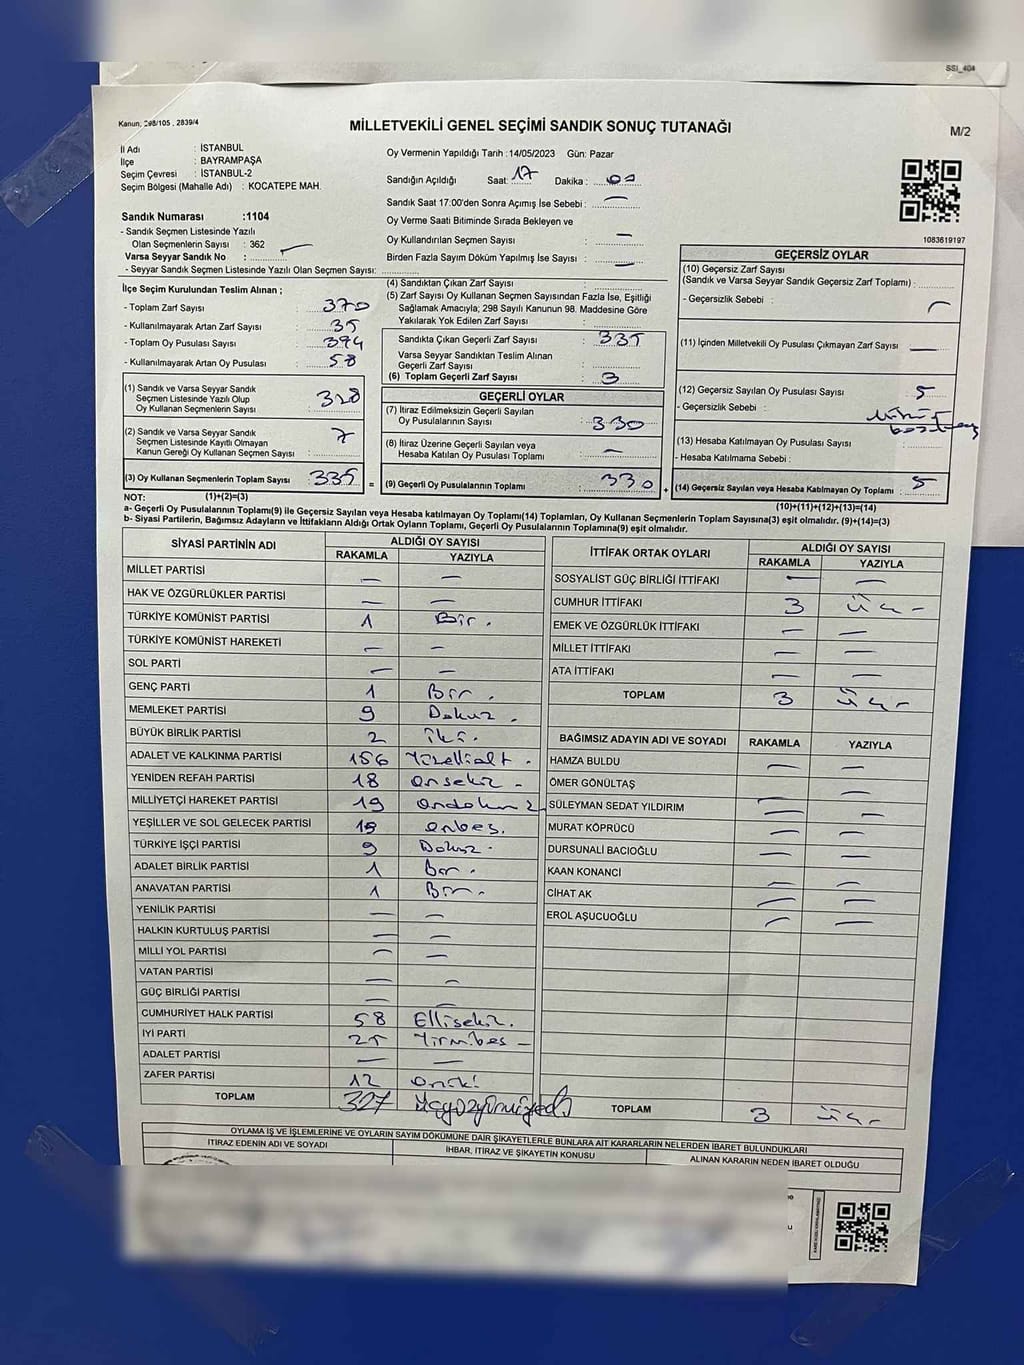 SSI_404
Kanun, 298/105 , 2839/4
MİLLETVEKİLİ GENEL SEÇİMİ SANDIK SONUÇ TUTANAĞI
M/2
İl Adı : İSTANBUL
İlçe : BAYRAMPAŞA
Seçim Çevresi : İSTANBUL-2
Seçim Bölgesi (Mahalle Adı) : KOCATEPE MAH.
Sandık Numarası :1104
- Sandık Seçmen Listesinde Yazılı
Olan Seçmenlerin Sayısı : 362
Varsa Seyyar Sandık No : —
- Seyyar Sandık Seçmen Listesinde Yazılı Olan Seçmen Sayısı:
Oy Vermenin Yapıldığı Tarih :14/05/2023 Gün: Pazar
Sandığın Açıldığı Saat: 17 Dakika : 00
Sandık Saat 17:00'den Sonra Açımış İse Sebebi : —
Oy Verme Saati Bitiminde Sırada Bekleyen ve
Oy Kullandırılan Seçmen Sayısı : —
Birden Fazla Sayım Döküm Yapılmış İse Sayısı : —
1083619197
İlçe Seçim Kurulundan Teslim Alınan ;
- Toplam Zarf Sayısı : 370
- Kullanılmayarak Artan Zarf Sayısı : 35
- Toplam Oy Pusulası Sayısı : 394
- Kullanılmayarak Artan Oy Pusulası : 58
(1) Sandık ve Varsa Seyyar Sandık
Seçmen Listesinde Yazılı Olup
Oy Kullanan Seçmenlerin Sayısı : 328
(2) Sandık ve Varsa Seyyar Sandık
Seçmen Listesinde Kayıtlı Olmayan
Kanun Gereği Oy Kullanan Seçmen Sayısı : 7
(3) Oy Kullanan Seçmenlerin Toplam Sayısı : 335 =
(1)+(2)=(3)
(4) Sandıktan Çıkan Zarf Sayısı :
(5) Zarf Sayısı Oy Kullanan Seçmen Sayısından Fazla İse, Eşitliği
Sağlamak Amacıyla; 298 Sayılı Kanunun 98. Maddesine Göre
Yakılarak Yok Edilen Zarf Sayısı :
Sandıkta Çıkan Geçerli Zarf Sayısı : 335
Varsa Seyyar Sandıktan Teslim Alınan
Geçerli Zarf Sayısı :
(6) Toplam Geçerli Zarf Sayısı : 3
GEÇERLİ OYLAR
(7) İtiraz Edilmeksizin Geçerli Sayılan
Oy Pusulalarının Sayısı : 330
(8) İtiraz Üzerine Geçerli Sayılan veya
Hesaba Katılan Oy Pusulası Toplamı : —
(9) Geçerli Oy Pusulalarının Toplamı : 330 +
GEÇERSİZ OYLAR
(10) Geçersiz Zarf Sayısı
(Sandık ve Varsa Seyyar Sandık Geçersiz Zarf Toplamı) :
- Geçersizlik Sebebi : —
(11) İçinden Milletvekili Oy Pusulası Çıkmayan Zarf Sayısı : —
(12) Geçersiz Sayılan Oy Pusulası Sayısı : 5
- Geçersizlik Sebebi :
(13) Hesaba Katılmayan Oy Pusulası Sayısı :
- Hesaba Katılmama Sebebi :
(14) Geçersiz Sayılan veya Hesaba Katılmayan Oy Toplamı : 5
(10)+(11)+(12)+(13)=(14)
NOT:
a- Geçerli Oy Pusulalarının Toplamı(9) ile Geçersiz Sayılan veya Hesaba katılmayan Oy Toplamı(14) Toplamları, Oy Kullanan Seçmenlerin Toplam Sayısına(3) eşit olmalıdır. (9)+(14)=(3)
b- Siyasi Partilerin, Bağımsız Adayların ve İttifakların Aldığı Ortak Oyların Toplamı, Geçerli Oy Pusulalarının Toplamına(9) eşit olmalıdır.
SİYASİ PARTİNİN ADI ALDIĞI OY SAYISI
RAKAMLA YAZIYLA
MİLLET PARTİSİ — —
HAK VE ÖZGÜRLÜKLER PARTİSİ — —
TÜRKİYE KOMÜNİST PARTİSİ 1 Bir.
TÜRKİYE KOMÜNİST HAREKETİ — —
SOL PARTİ — —
GENÇ PARTİ 1 Bir.
MEMLEKET PARTİSİ 9 Dokuz.
BÜYÜK BİRLİK PARTİSİ 2 iki.
ADALET VE KALKINMA PARTİSİ 156 Yüzellialt.
YENİDEN REFAH PARTİSİ 18 onsekiz –
MİLLİYETÇİ HAREKET PARTİSİ 19 ondokuz
YEŞİLLER VE SOL GELECEK PARTİSİ 15 onbeş.
TÜRKİYE İŞÇİ PARTİSİ 9 Dokuz.
ADALET BİRLİK PARTİSİ 1 Bir.
ANAVATAN PARTİSİ 1 Bir.
YENİLİK PARTİSİ — —
HALKIN KURTULUŞ PARTİSİ — —
MİLLİ YOL PARTİSİ — —
VATAN PARTİSİ — —
GÜÇ BİRLİĞİ PARTİSİ — —
CUMHURİYET HALK PARTİSİ 58 Ellisekiz.
İYİ PARTİ 25 Yirmibeş –
ADALET PARTİSİ — —
ZAFER PARTİSİ 12 oniki
TOPLAM 327 üçyüzyirmiyedi
İTTİFAK ORTAK OYLARI ALDIĞI OY SAYISI
RAKAMLA YAZIYLA
SOSYALİST GÜÇ BİRLİĞİ İTTİFAKI — —
CUMHUR İTTİFAKI 3 üç –
EMEK VE ÖZGÜRLÜK İTTİFAKI — —
MİLLET İTTİFAKI — —
ATA İTTİFAKI — —
TOPLAM 3 üç –
BAĞIMSIZ ADAYIN ADI VE SOYADI RAKAMLA YAZIYLA
HAMZA BULDU — —
ÖMER GÖNÜLTAŞ — —
SÜLEYMAN SEDAT YILDIRIM — —
MURAT KÖPRÜCÜ — —
DURSUNALİ BACIOĞLU — —
KAAN KONANCİ — —
CİHAT AK — —
EROL AŞUCUOĞLU — —
TOPLAM 3 üç –
OYLAMA İŞ VE İŞLEMLERİNE VE OYLARIN SAYIM DÖKÜMÜNE DAİR ŞİKAYETLERLE BUNLARA AİT KARARLARIN NELERDEN İBARET BULUNDUKLARI
İTİRAZ EDENİN ADI VE SOYADI İHBAR, İTİRAZ VE ŞİKAYETİN KONUSU ALINAN KARARIN NEDEN İBARET OLDUĞU